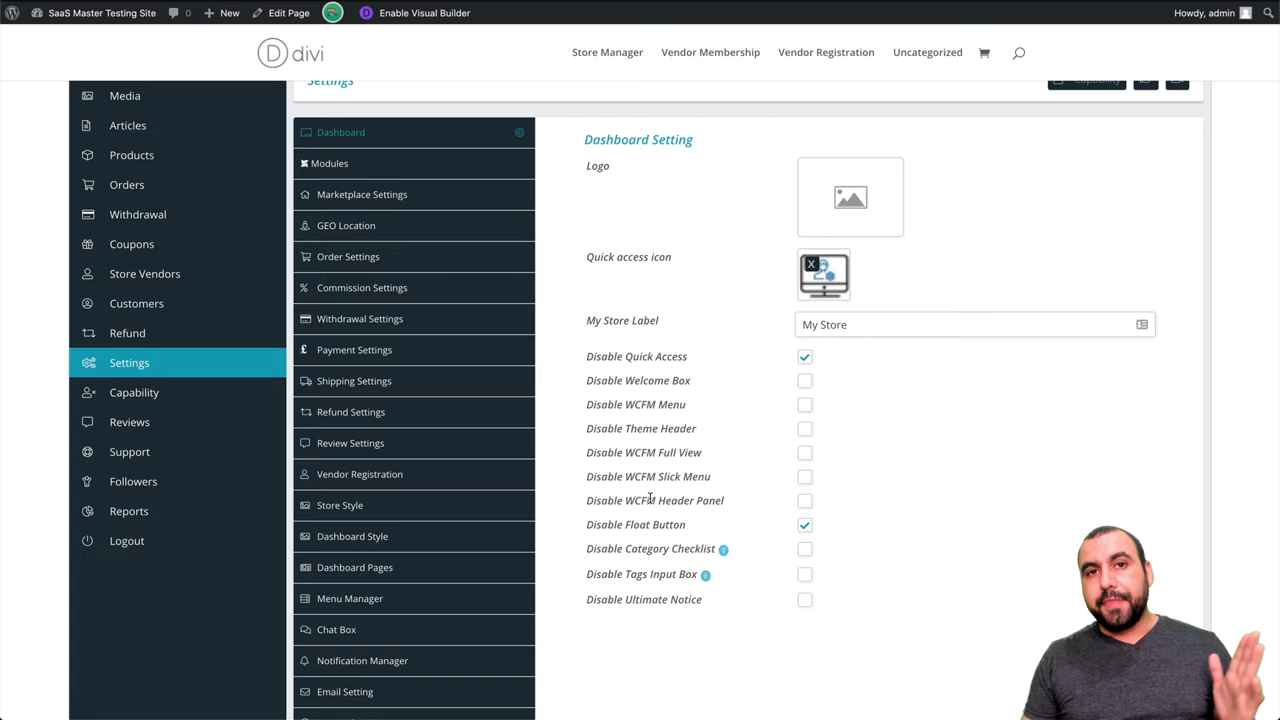 SaaS Master Testing Site
0
New
Edit Page
Enable Visual Builder
Howdy, admin
D divi
Store Manager
Vendor Membership
Vendor Registration
Uncategorized
Settings
Capability
Media
Articles
Products
Orders
Withdrawal
Coupons
Store Vendors
Customers
Refund
Settings
Capability
Reviews
Support
Followers
Reports
Logout
Dashboard
Modules
Marketplace Settings
GEO Location
Order Settings
Commission Settings
Withdrawal Settings
Payment Settings
Shipping Settings
Refund Settings
Review Settings
Vendor Registration
Store Style
Dashboard Style
Dashboard Pages
Menu Manager
Chat Box
Notification Manager
Email Setting
Dashboard Setting
Logo
Quick access icon
X
My Store Label
My Store
Disable Quick Access
Disable Welcome Box
Disable WCFM Menu
Disable Theme Header
Disable WCFM Full View
Disable WCFM Slick Menu
Disable WCFM Header Panel
Disable Float Button
Disable Category Checklist
Disable Tags Input Box
Disable Ultimate Notice